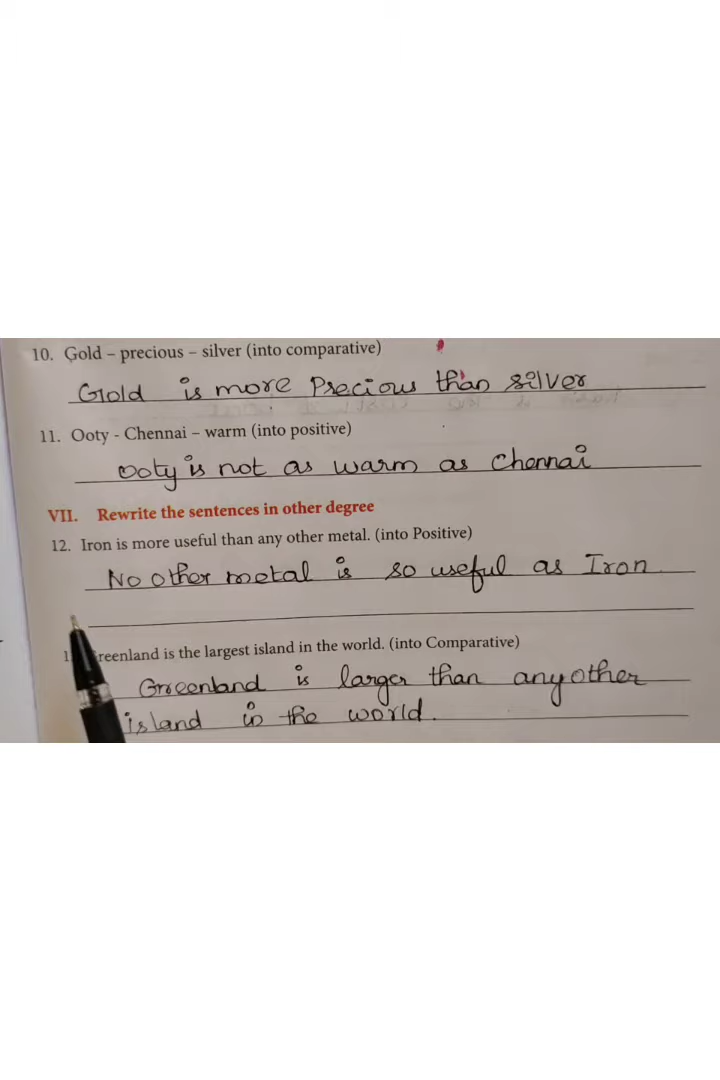 10. Gold – precious – silver (into comparative)
Gold is more Precious than silver
11. Ooty - Chennai – warm (into positive)
Ooty is not as warm as Chennai
VII. Rewrite the sentences in other degree
12. Iron is more useful than any other metal. (into Positive)
No other metal is so useful as Iron
reenland is the largest island in the world. (into Comparative)
Greenland is larger than any other
island in the world.